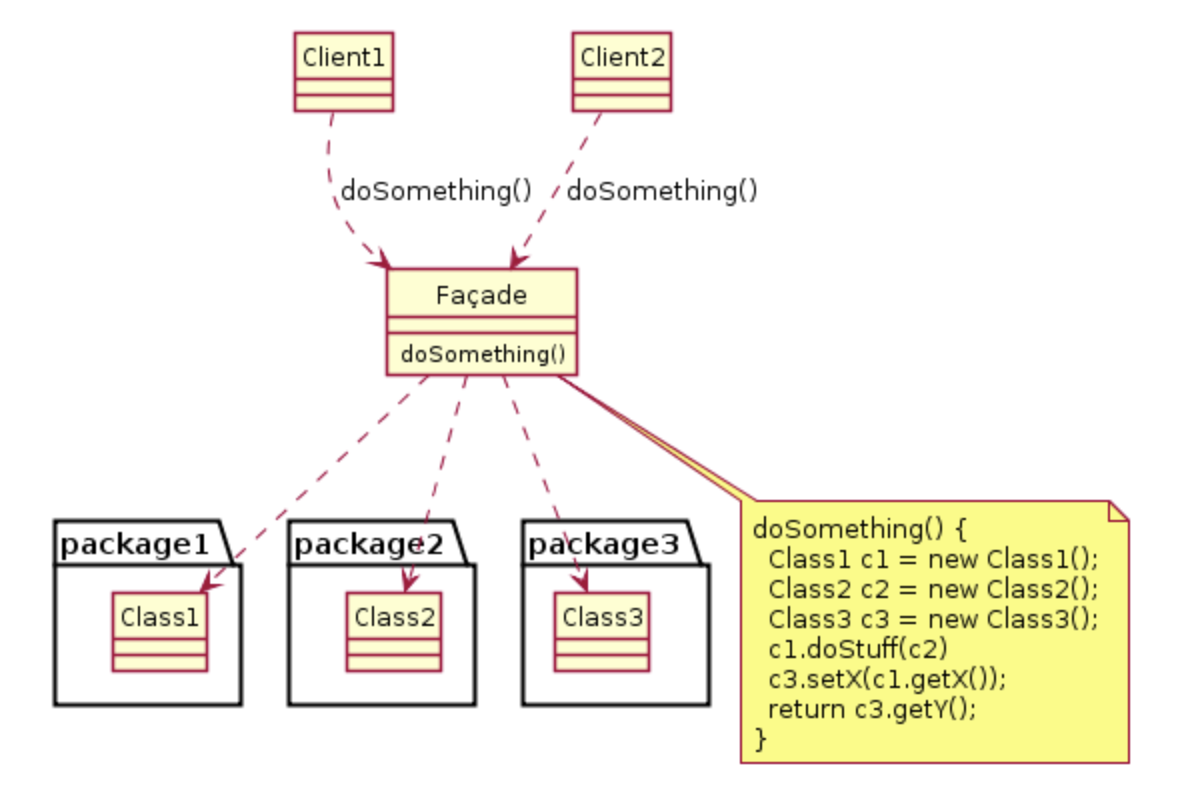 Client1
Client2
doSomething()
doSomething()
Façade
doSomething()
package1
package2
package3
Class1
Class2
Class3
doSomething() {
Class1 c1 = new Class1();
Class2 c2 = new Class2();
Class3 c3 = new Class3();
c1.doStuff(c2)
c3.setX(c1.getX());
return c3.getY();
}